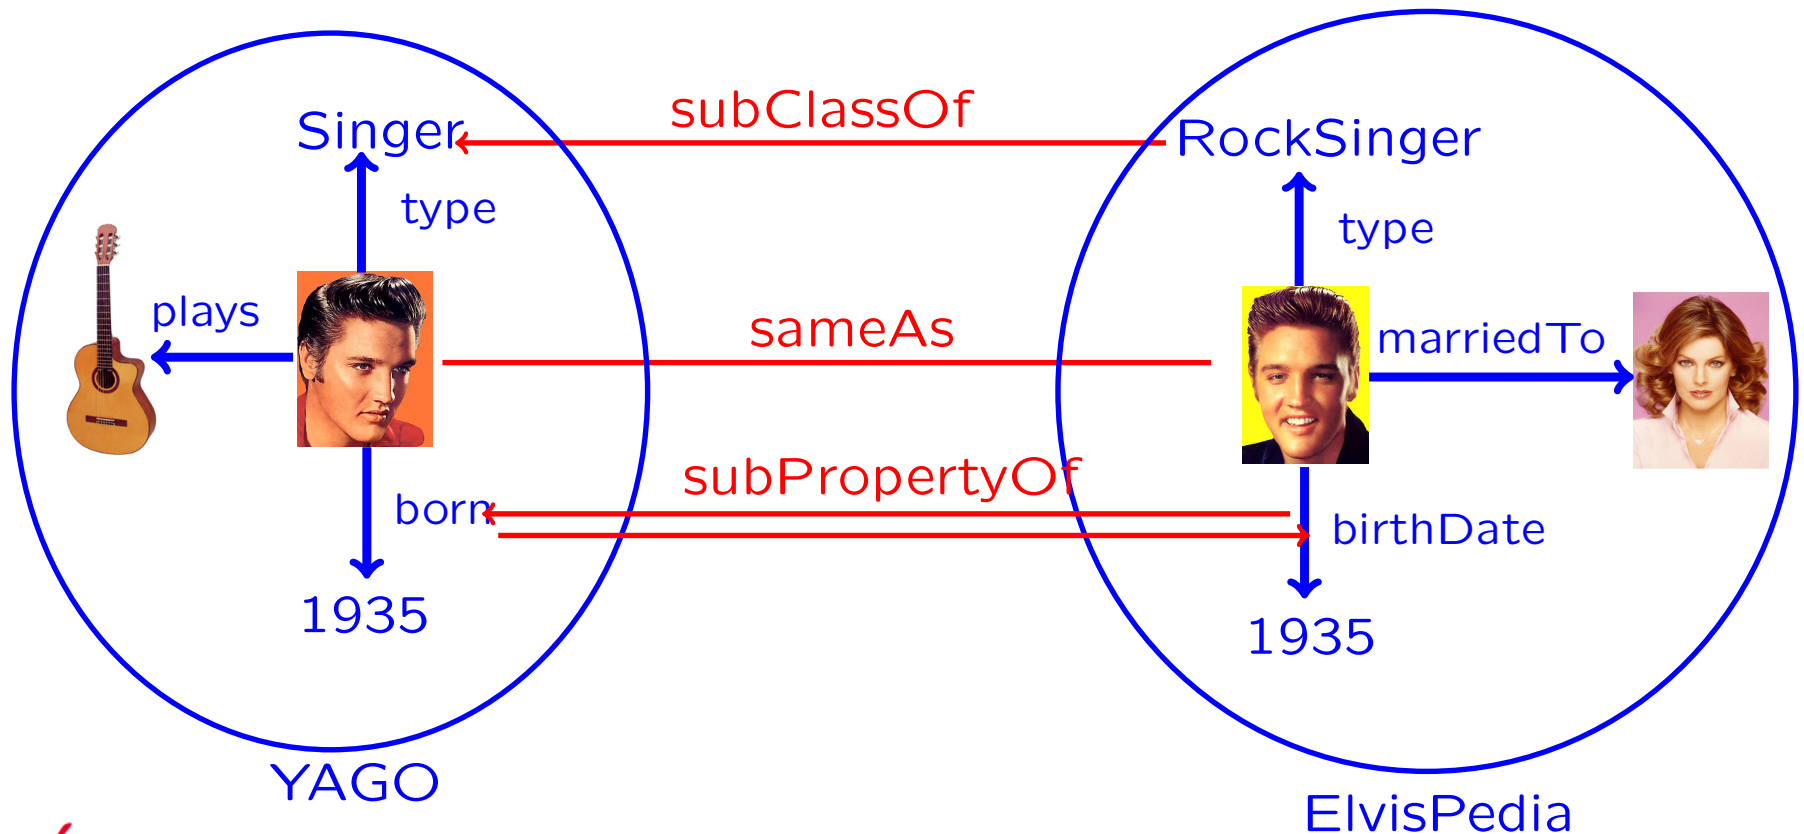 subClassOf
Singer
RockSinger
type
type
plays
sameAs
marriedTo
subPropertyOf
born
birthDate
1935
1935
YAGO
ElvisPedia